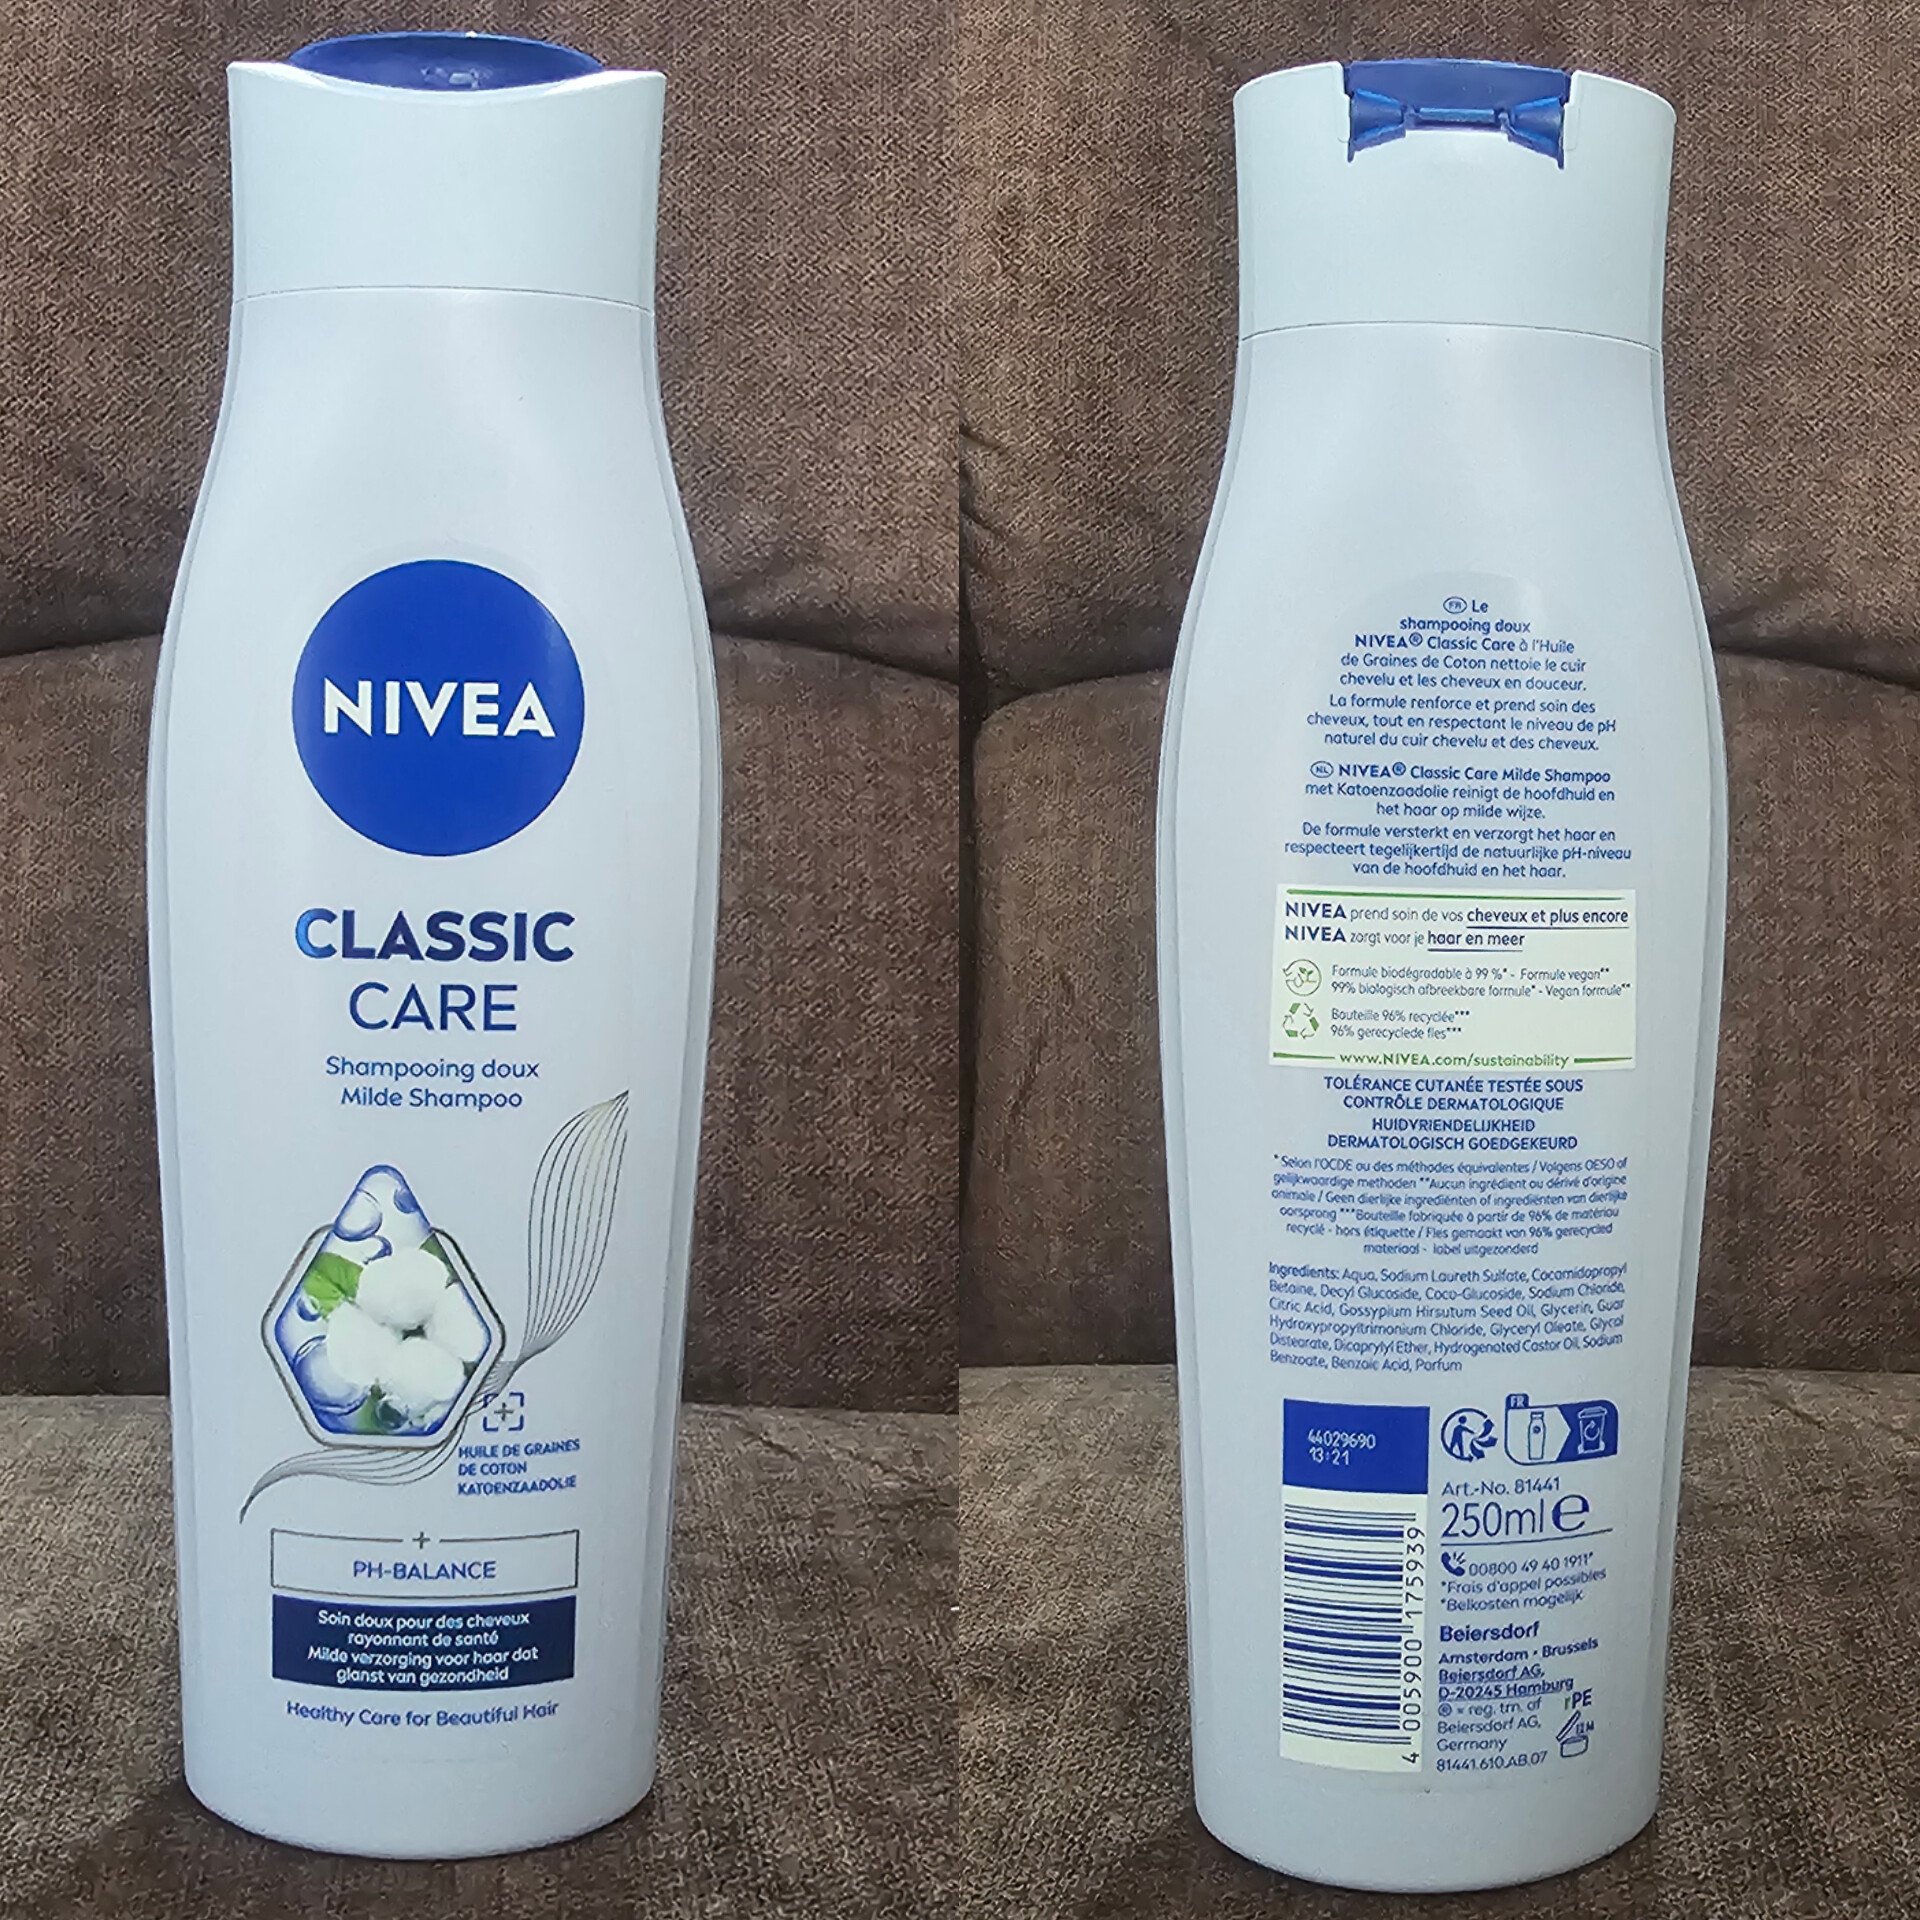 NIVEA
CLASSIC
CARE
Shampooing doux
Milde Shampoo
HUILE DE GRAINES
DE COTON
KATOENZAADOLIE
+
PH-BALANCE
Soin doux pour des cheveux
rayonnant de santé
Milde verzorging voor haar dat
glanst van gezondheid
Healthy Care for Beautiful Hair
FR Le
shampooing doux
NIVEA® Classic Care à l'Huile
de Graines de Coton nettoie le cuir
chevelu et les cheveux en douceur.
La formule renforce et prend soin des
cheveux, tout en respectant le niveau de pH
naturel du cuir chevelu et des cheveux.
NL NIVEA® Classic Care Milde Shampoo
met Katoenzaadolie reinigt de hoofdhuid en
het haar op milde wijze.
De formule versterkt en verzorgt het haar en
respecteert tegelijkertijd de natuurlijke pH-niveau
van de hoofdhuid en het haar.
NIVEA prend soin de vos cheveux et plus encore
NIVEA zorgt voor je haar en meer
Formule biodégradable à 99 %* - Formule vegan**
99% biologisch afbreekbare formule* - Vegan formule**
Bouteille 96% recyclée***
96% gerecyclede fles***
www.NIVEA.com/sustainability
TOLÉRANCE CUTANÉE TESTÉE SOUS
CONTRÔLE DERMATOLOGIQUE
HUIDVRIENDELIJKHEID
DERMATOLOGISCH GOEDGEKEURD
*Selon l'OCDE ou des méthodes équivalentes / Volgens OESO of
gelijkwaardige methoden **Aucun ingrédient ou dérivé d'origine
animale / Geen dierlijke ingrediënten of ingrediënten van dierlijke
oorsprong ***Bouteille fabriquée à partir de 96% de matériau
recyclé - hors étiquette / Fles gemaakt van 96% gerecycled
materiaal - label uitgezonderd
Ingredients: Aqua, Sodium Laureth Sulfate, Cocamidopropyl
Betaine, Decyl Glucoside, Coco-Glucoside, Sodium Chloride,
Citric Acid, Gossypium Hirsutum Seed Oil, Glycerin, Guar
Hydroxypropyltrimonium Chloride, Glyceryl Oleate, Glycol
Distearate, Dicaprylyl Ether, Hydrogenated Castor Oil, Sodium
Benzoate, Benzoic Acid, Parfum
44029690
13:21
FR
Art.-No. 81441
250ml e
00800 49 40 1911*
*Frais d'appel possibles
*Belkosten mogelijk
Beiersdorf
Amsterdam · Brussels
Beiersdorf AG,
D-20245 Hamburg
® = reg. tm. of
Beiersdorf AG,
Germany
81441.610.AB.07
rPE
12M
4 005900 175939